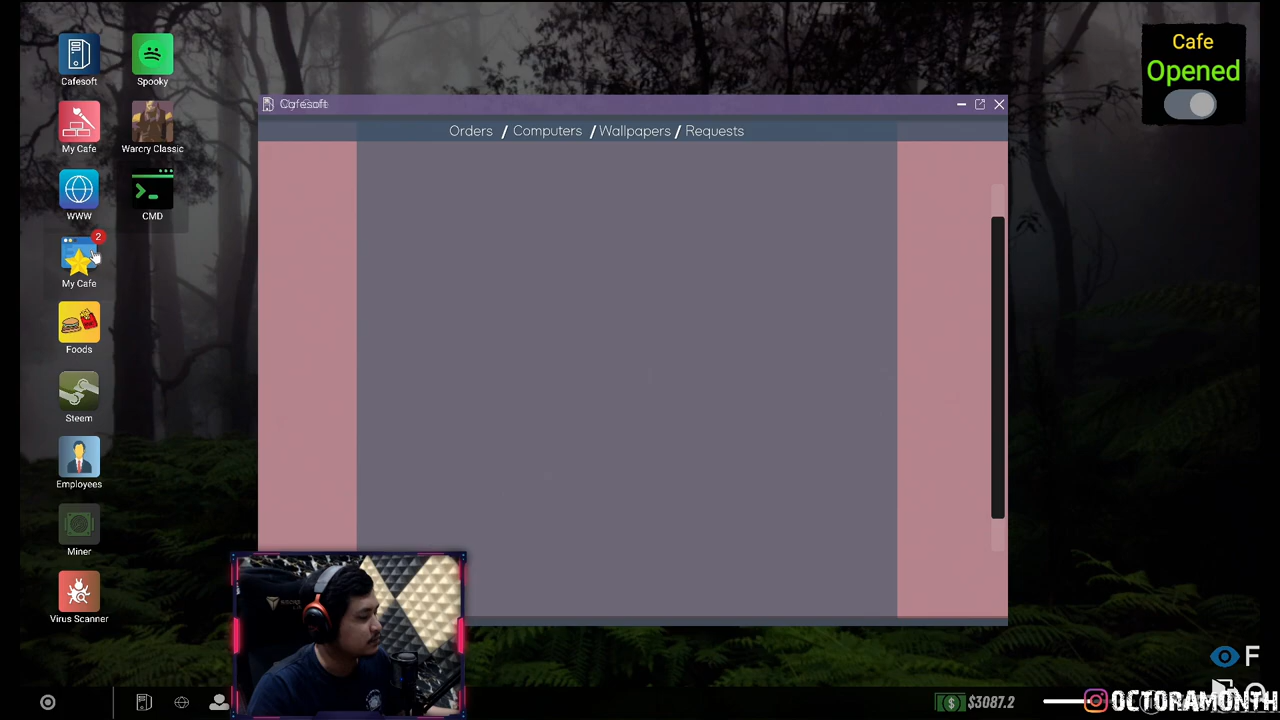 Cafesoft
My Cafe
WWW
My Cafe
2
Foods
Steem
Employees
Miner
Virus Scanner
Spooky
Warcry Classic
CMD
Orders / Computers / Wallpapers / Requests
Cafe
Opened
F
$3087.2
OCTORAMONTH